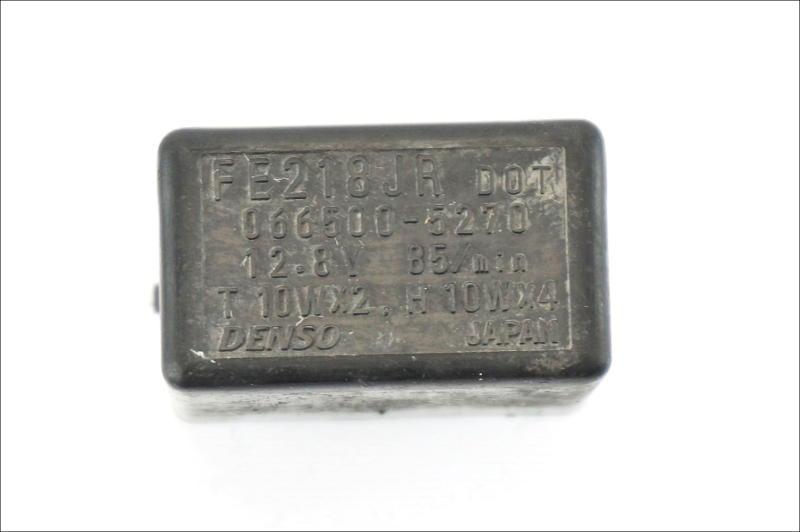 FE218JR DOT
066500-5270
12.8V 85/min
T 10W×2, H 10W×4
DENSO JAPAN